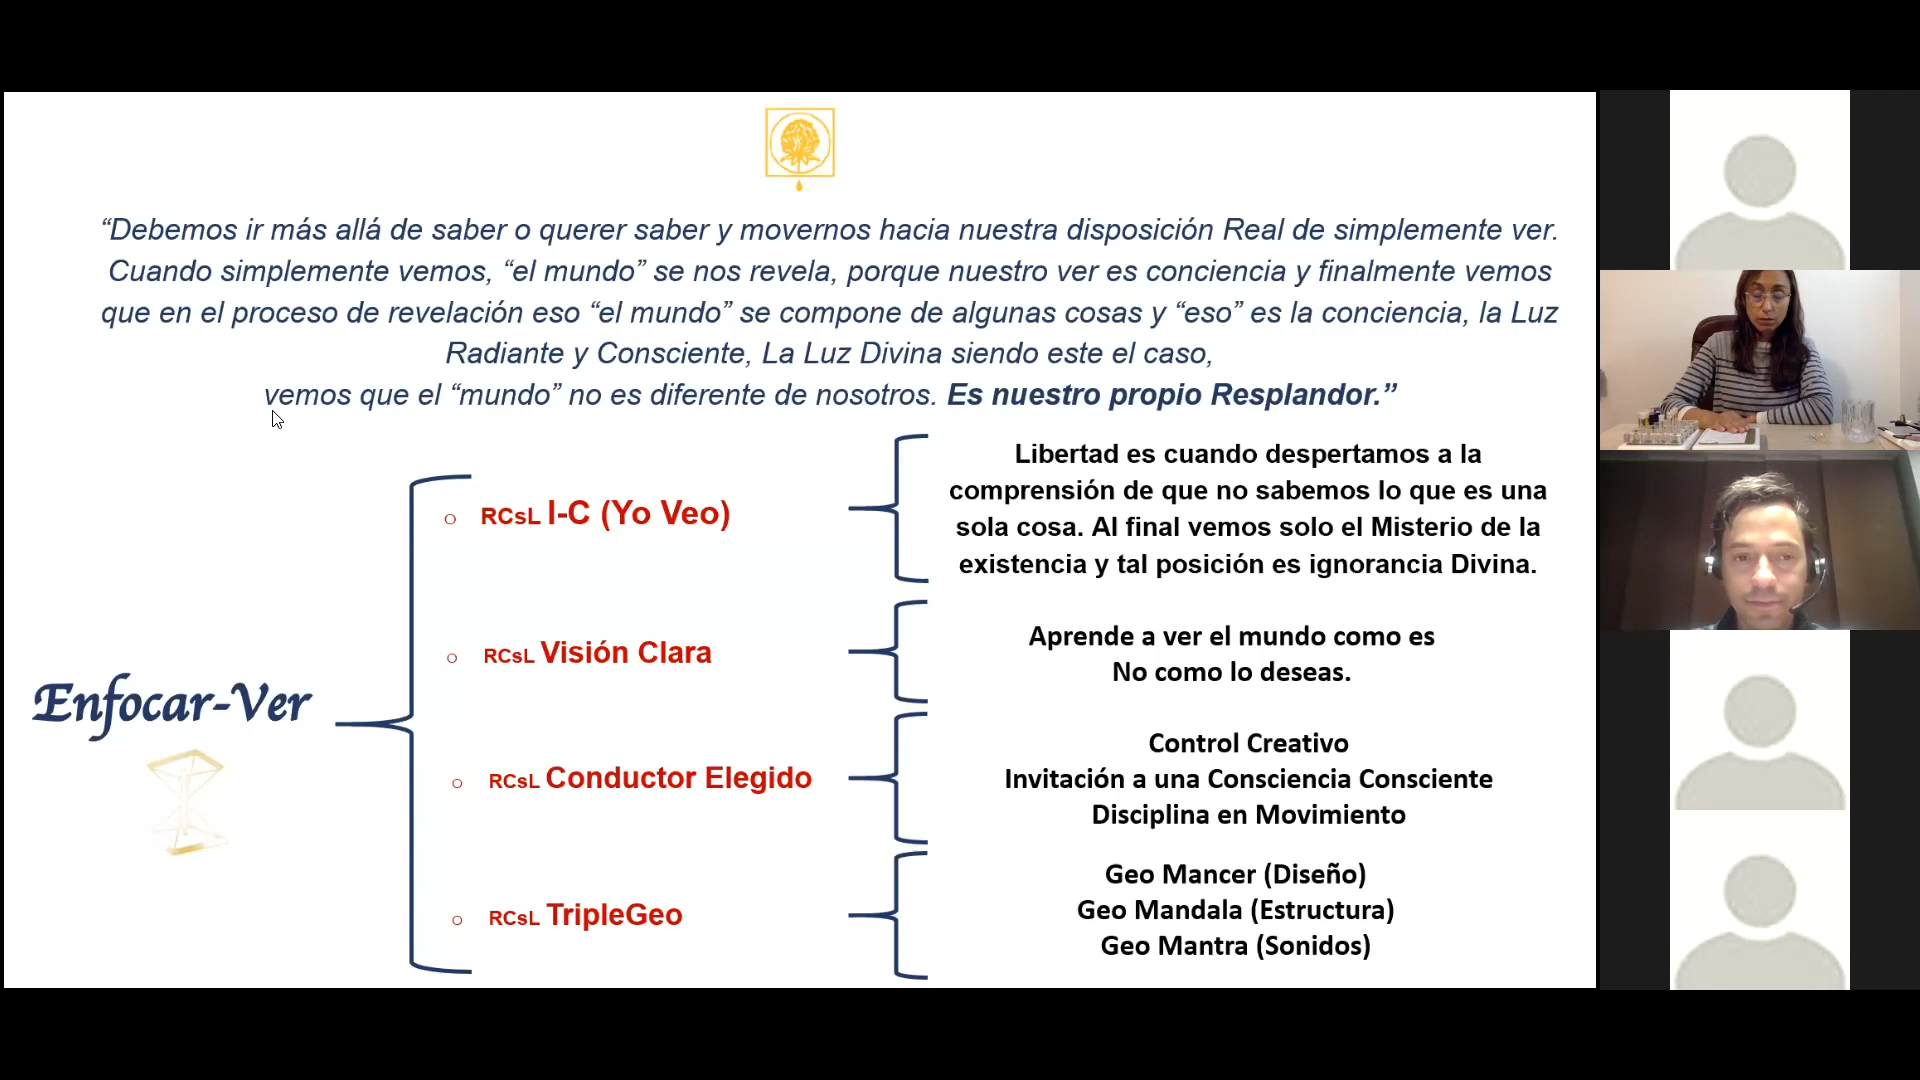 “Debemos ir más allá de saber o querer saber y movernos hacia nuestra disposición Real de simplemente ver.
Cuando simplemente vemos, “el mundo” se nos revela, porque nuestro ver es conciencia y finalmente vemos
que en el proceso de revelación eso “el mundo” se compone de algunas cosas y “eso” es la conciencia, la Luz
Radiante y Consciente, La Luz Divina siendo este el caso,
vemos que el “mundo” no es diferente de nosotros. Es nuestro propio Resplandor.”
Enfocar-Ver
RCsL I-C (Yo Veo)
Libertad es cuando despertamos a la
comprensión de que no sabemos lo que es una
sola cosa. Al final vemos solo el Misterio de la
existencia y tal posición es ignorancia Divina.
RCsL Visión Clara
Aprende a ver el mundo como es
No como lo deseas.
RCsL Conductor Elegido
Control Creativo
Invitación a una Consciencia Consciente
Disciplina en Movimiento
RCsL TripleGeo
Geo Mancer (Diseño)
Geo Mandala (Estructura)
Geo Mantra (Sonidos)